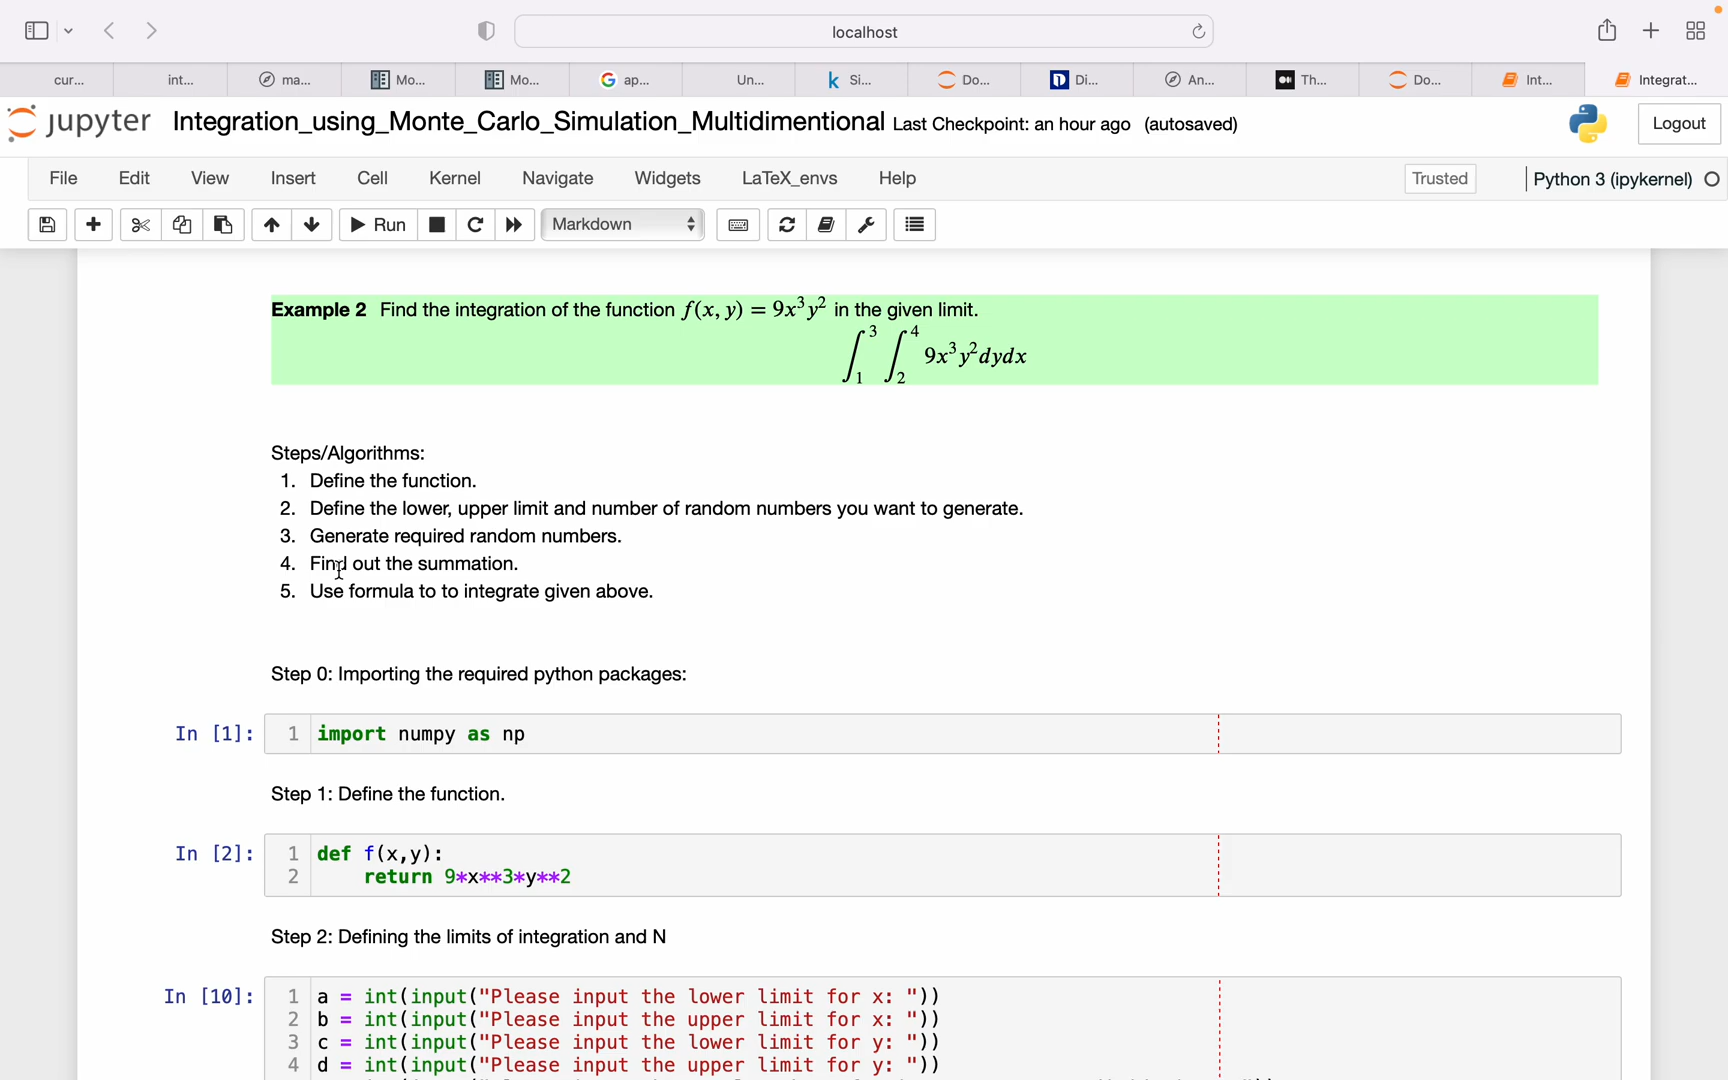 localhost
cur... int... ma... Mo... Mo... ap... Un... Si... Do... Di... An... Th... Do... Int... Integrat...
jupyter Integration_using_Monte_Carlo_Simulation_Multidimentional Last Checkpoint: an hour ago (autosaved) Logout
File Edit View Insert Cell Kernel Navigate Widgets LaTeX_envs Help Trusted Python 3 (ipykernel)
Run Markdown
Example 2 Find the integration of the function f(x, y) = 9x³y² in the given limit.
∫₁³ ∫₂⁴ 9x³y²dydx
Steps/Algorithms:
1. Define the function.
2. Define the lower, upper limit and number of random numbers you want to generate.
3. Generate required random numbers.
4. Find out the summation.
5. Use formula to to integrate given above.
Step 0: Importing the required python packages:
In [1]: 1 import numpy as np
Step 1: Define the function.
In [2]: 1 def f(x,y):
2 return 9*x**3*y**2
Step 2: Defining the limits of integration and N
In [10]: 1 a = int(input("Please input the lower limit for x: "))
2 b = int(input("Please input the upper limit for x: "))
3 c = int(input("Please input the lower limit for y: "))
4 d = int(input("Please input the upper limit for y: "))